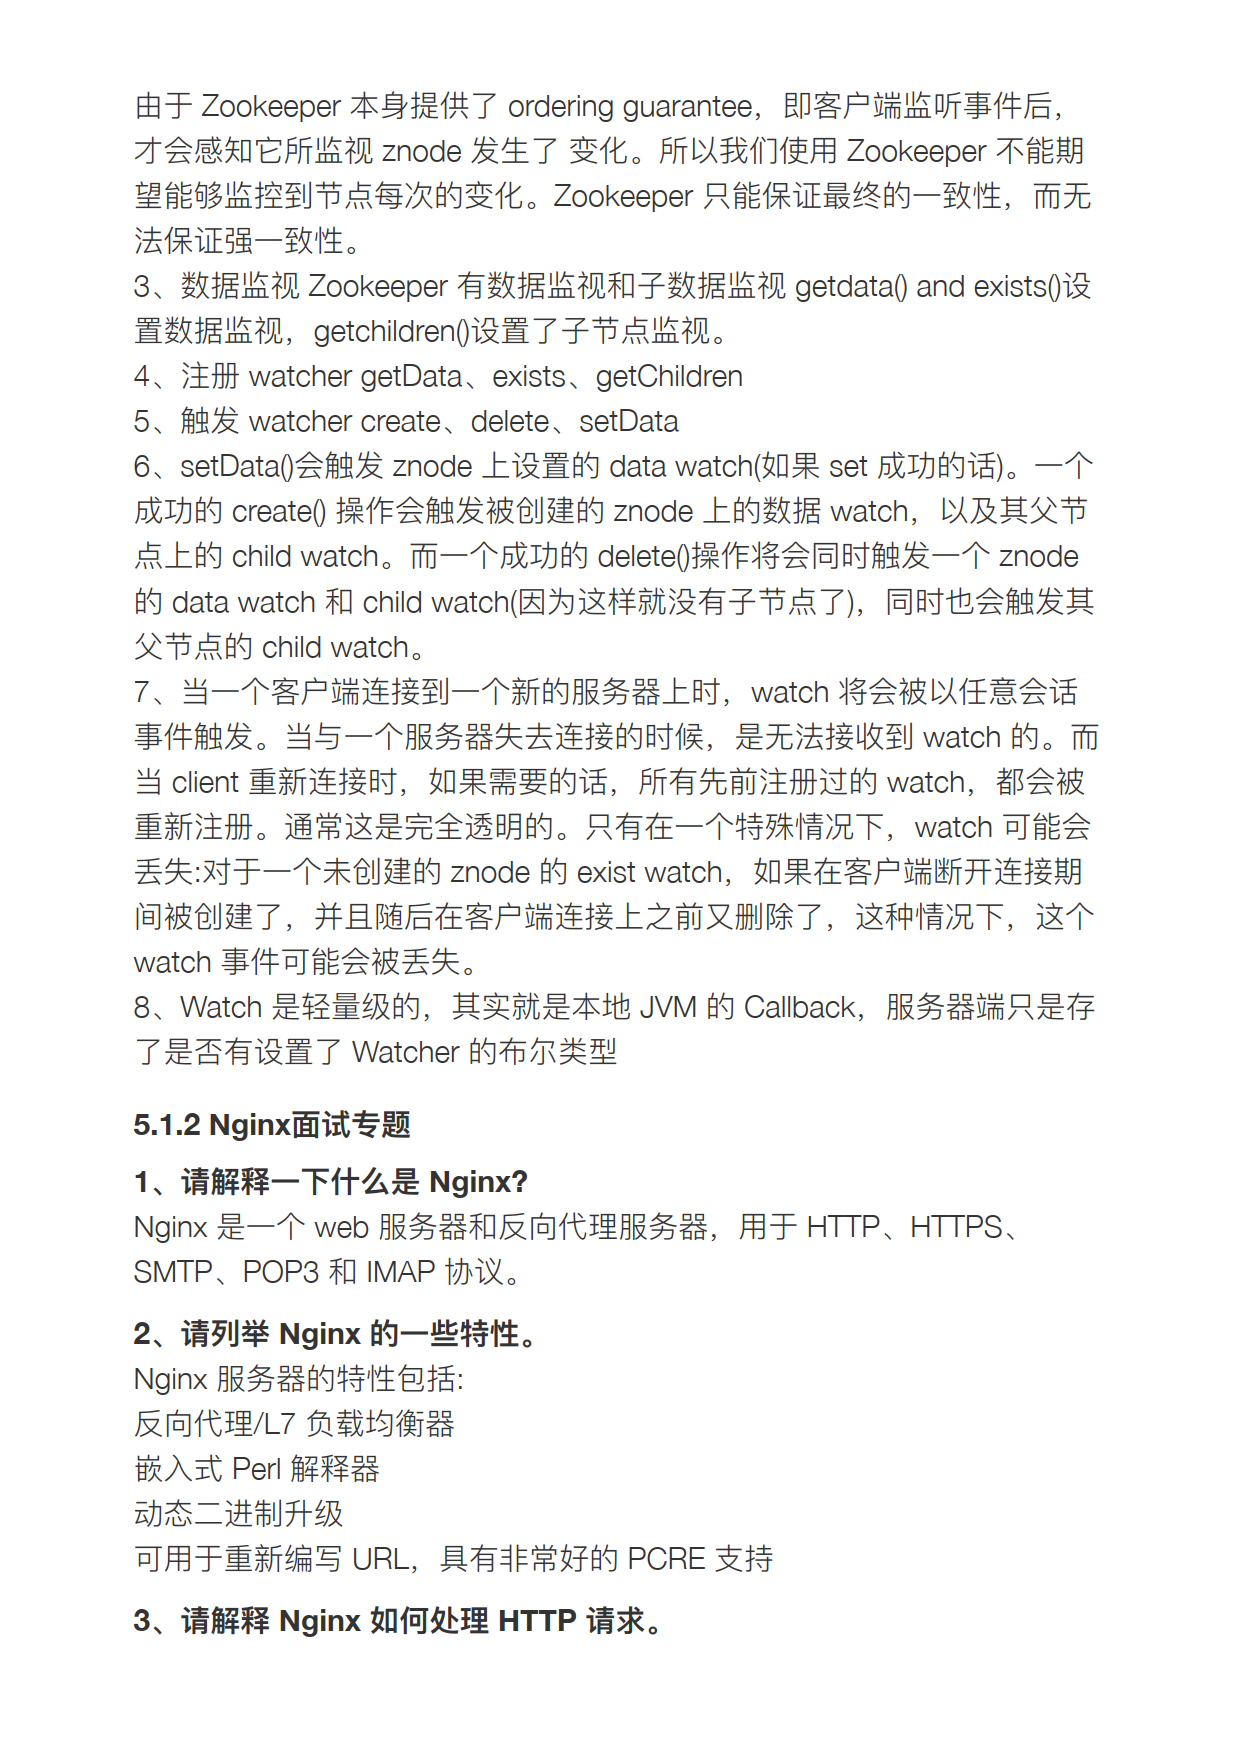 由于 Zookeeper 本身提供了 ordering guarantee，即客户端监听事件后，
才会感知它所监视 znode 发生了 变化。所以我们使用 Zookeeper 不能期
望能够监控到节点每次的变化。Zookeeper 只能保证最终的一致性，而无
法保证强一致性。
3、数据监视 Zookeeper 有数据监视和子数据监视 getdata() and exists()设
置数据监视，getchildren()设置了子节点监视。
4、注册 watcher getData、exists、getChildren
5、触发 watcher create、delete、setData
6、setData()会触发 znode 上设置的 data watch(如果 set 成功的话)。一个
成功的 create() 操作会触发被创建的 znode 上的数据 watch，以及其父节
点上的 child watch。而一个成功的 delete()操作将会同时触发一个 znode
的 data watch 和 child watch(因为这样就没有子节点了)，同时也会触发其
父节点的 child watch。
7、当一个客户端连接到一个新的服务器上时，watch 将会被以任意会话
事件触发。当与一个服务器失去连接的时候，是无法接收到 watch 的。而
当 client 重新连接时，如果需要的话，所有先前注册过的 watch，都会被
重新注册。通常这是完全透明的。只有在一个特殊情况下，watch 可能会
丢失:对于一个未创建的 znode 的 exist watch，如果在客户端断开连接期
间被创建了，并且随后在客户端连接上之前又删除了，这种情况下，这个
watch 事件可能会被丢失。
8、Watch 是轻量级的，其实就是本地 JVM 的 Callback，服务器端只是存
了是否有设置了 Watcher 的布尔类型
5.1.2 Nginx面试专题
1、请解释一下什么是 Nginx?
Nginx 是一个 web 服务器和反向代理服务器，用于 HTTP、HTTPS、
SMTP、POP3 和 IMAP 协议。
2、请列举 Nginx 的一些特性。
Nginx 服务器的特性包括:
反向代理/L7 负载均衡器
嵌入式 Perl 解释器
动态二进制升级
可用于重新编写 URL，具有非常好的 PCRE 支持
3、请解释 Nginx 如何处理 HTTP 请求。